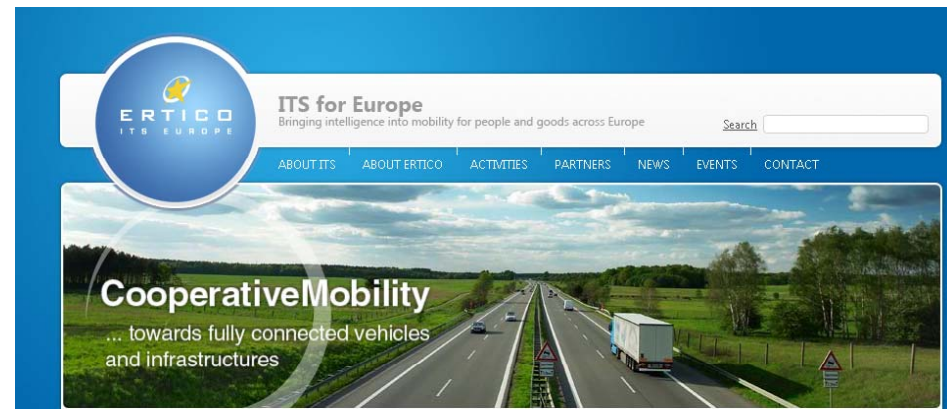 ERTICO
ITS EUROPE
ITS for Europe
Bringing intelligence into mobility for people and goods across Europe
Search
ABOUT ITS ABOUT ERTICO ACTIVITIES PARTNERS NEWS EVENTS CONTACT
CooperativeMobility
... towards fully connected vehicles
and infrastructures